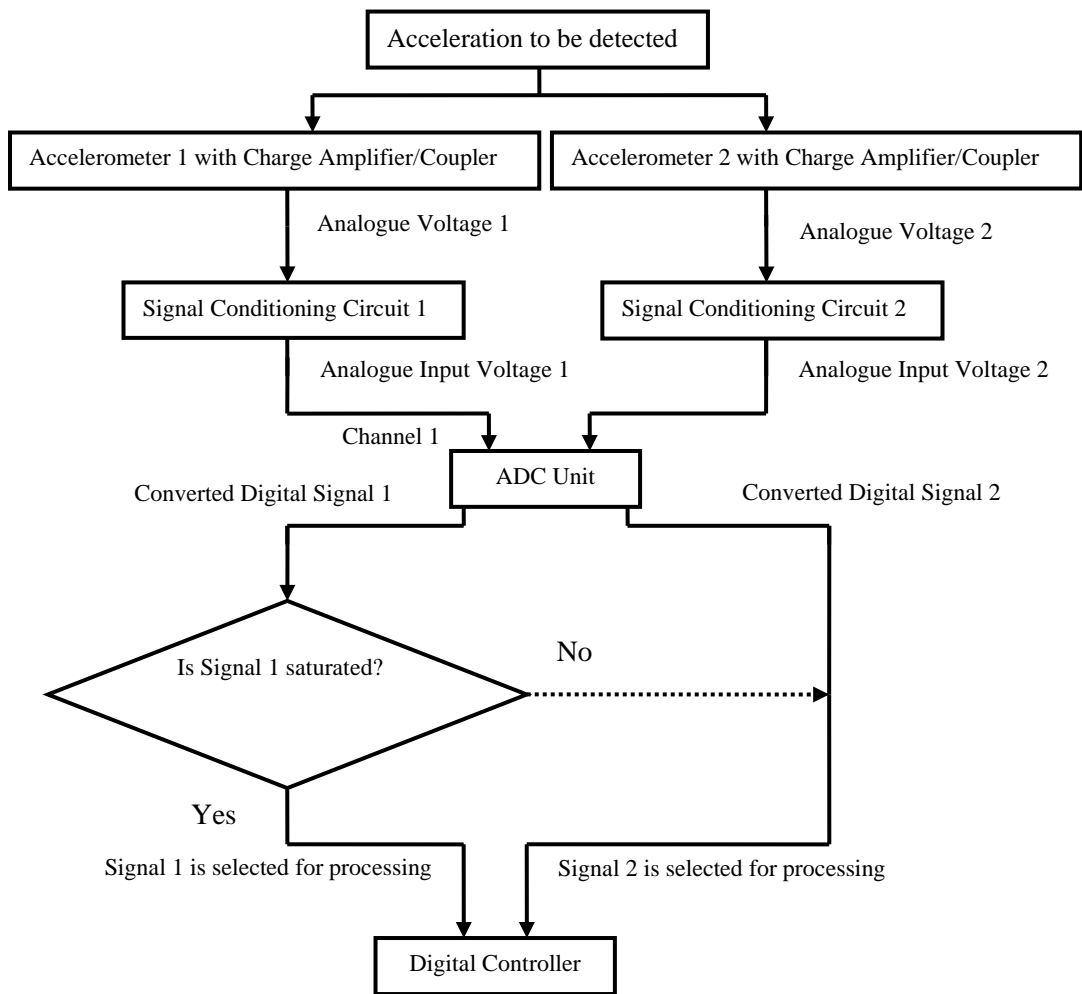 Acceleration to be detected
Accelerometer 1 with Charge Amplifier/Coupler
Accelerometer 2 with Charge Amplifier/Coupler
Analogue Voltage 1
Analogue Voltage 2
Signal Conditioning Circuit 1
Signal Conditioning Circuit 2
Analogue Input Voltage 1
Analogue Input Voltage 2
Channel 1
ADC Unit
Converted Digital Signal 1
Converted Digital Signal 2
Is Signal 1 saturated?
No
Yes
Signal 1 is selected for processing
Signal 2 is selected for processing
Digital Controller